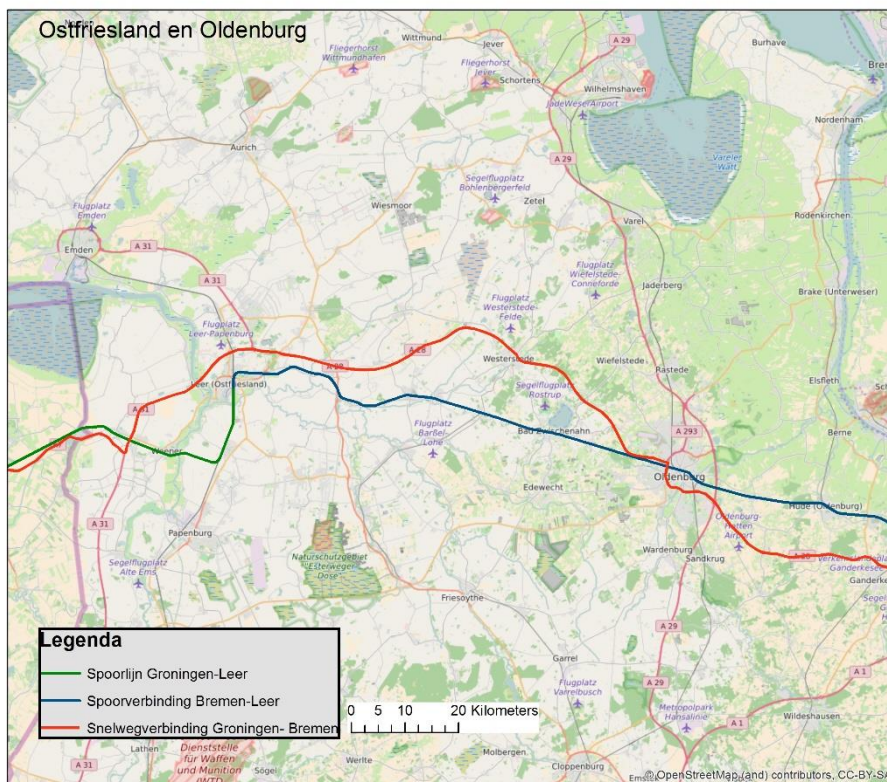 Ostfriesland en Oldenburg
Wittmund
Jever
A 29
Burhave
Fliegerhorst
Wittmundhafen
Fliegerhorst
Jever
Schortens
Wilhelmshaven
JadeWeserAirport
Nordenham
Aurich
A 29
Vareler
Watt
Segelflugplatz
Bohlenbergerfeld
Wiesmoor
Zetel
Flugplatz
Emden
Varel
Rodenkirchen
Emden
A 31
A 31
Flugplatz
Wiefelstede-
Conneforde
Jaderberg
Brake (Unterweser)
Flugplatz
Westerstede-
Felde
Flugplatz
Leer-Papenburg
A 28
A 28
Westerstede
Wiefelstede
Rastede
Elsfleth
Leer (Ostfriesland)
Segelflugplatz
Rostrup
A 31
A 293
Flugplatz
Barßel-
Lohe
Bad Zwischenahn
Berne
Weener
Oldenburg
Edewecht
Hude (Oldenburg)
A 31
Papenburg
Oldenburg-
Hatten
Airport
Naturschutzgebiet
"Esterweger
Dose"
Wardenburg
Sandkrug
A 28
Segelflugplatz
Alte Ems
Friesoythe
A 29
Legenda
Spoorlijn Groningen-Leer
Spoorverbinding Bremen-Leer
Snelwegverbinding Groningen- Bremen
0 5 10 20 Kilometers
Garrel
Flugplatz
Varrelbusch
A 1
Metropolpark
Hansalinie
A 1
Wildeshausen
Lathen
Dienststelle
für Waffen
und Munition
(WTD
Sögel
Werlte
Molbergen
Cloppenburg
© OpenStreetMap (and) contributors, CC-BY-SA